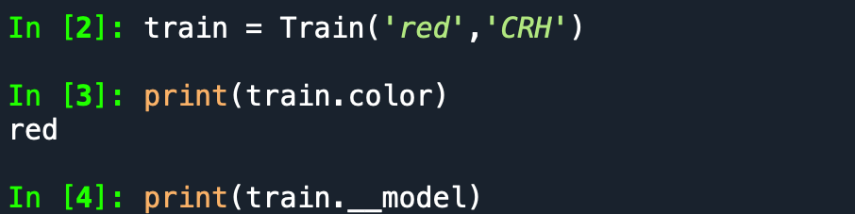 In [2]: train = Train('red','CRH')
In [3]: print(train.color)
red
In [4]: print(train.__model)